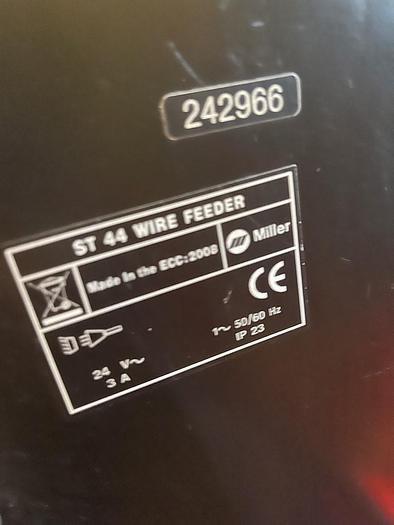 242966
ST 44 WIRE FEEDER
Made in the ECC:2008
Miller
CE
24 V~
3 A
1~ 50/60 Hz
IP 23